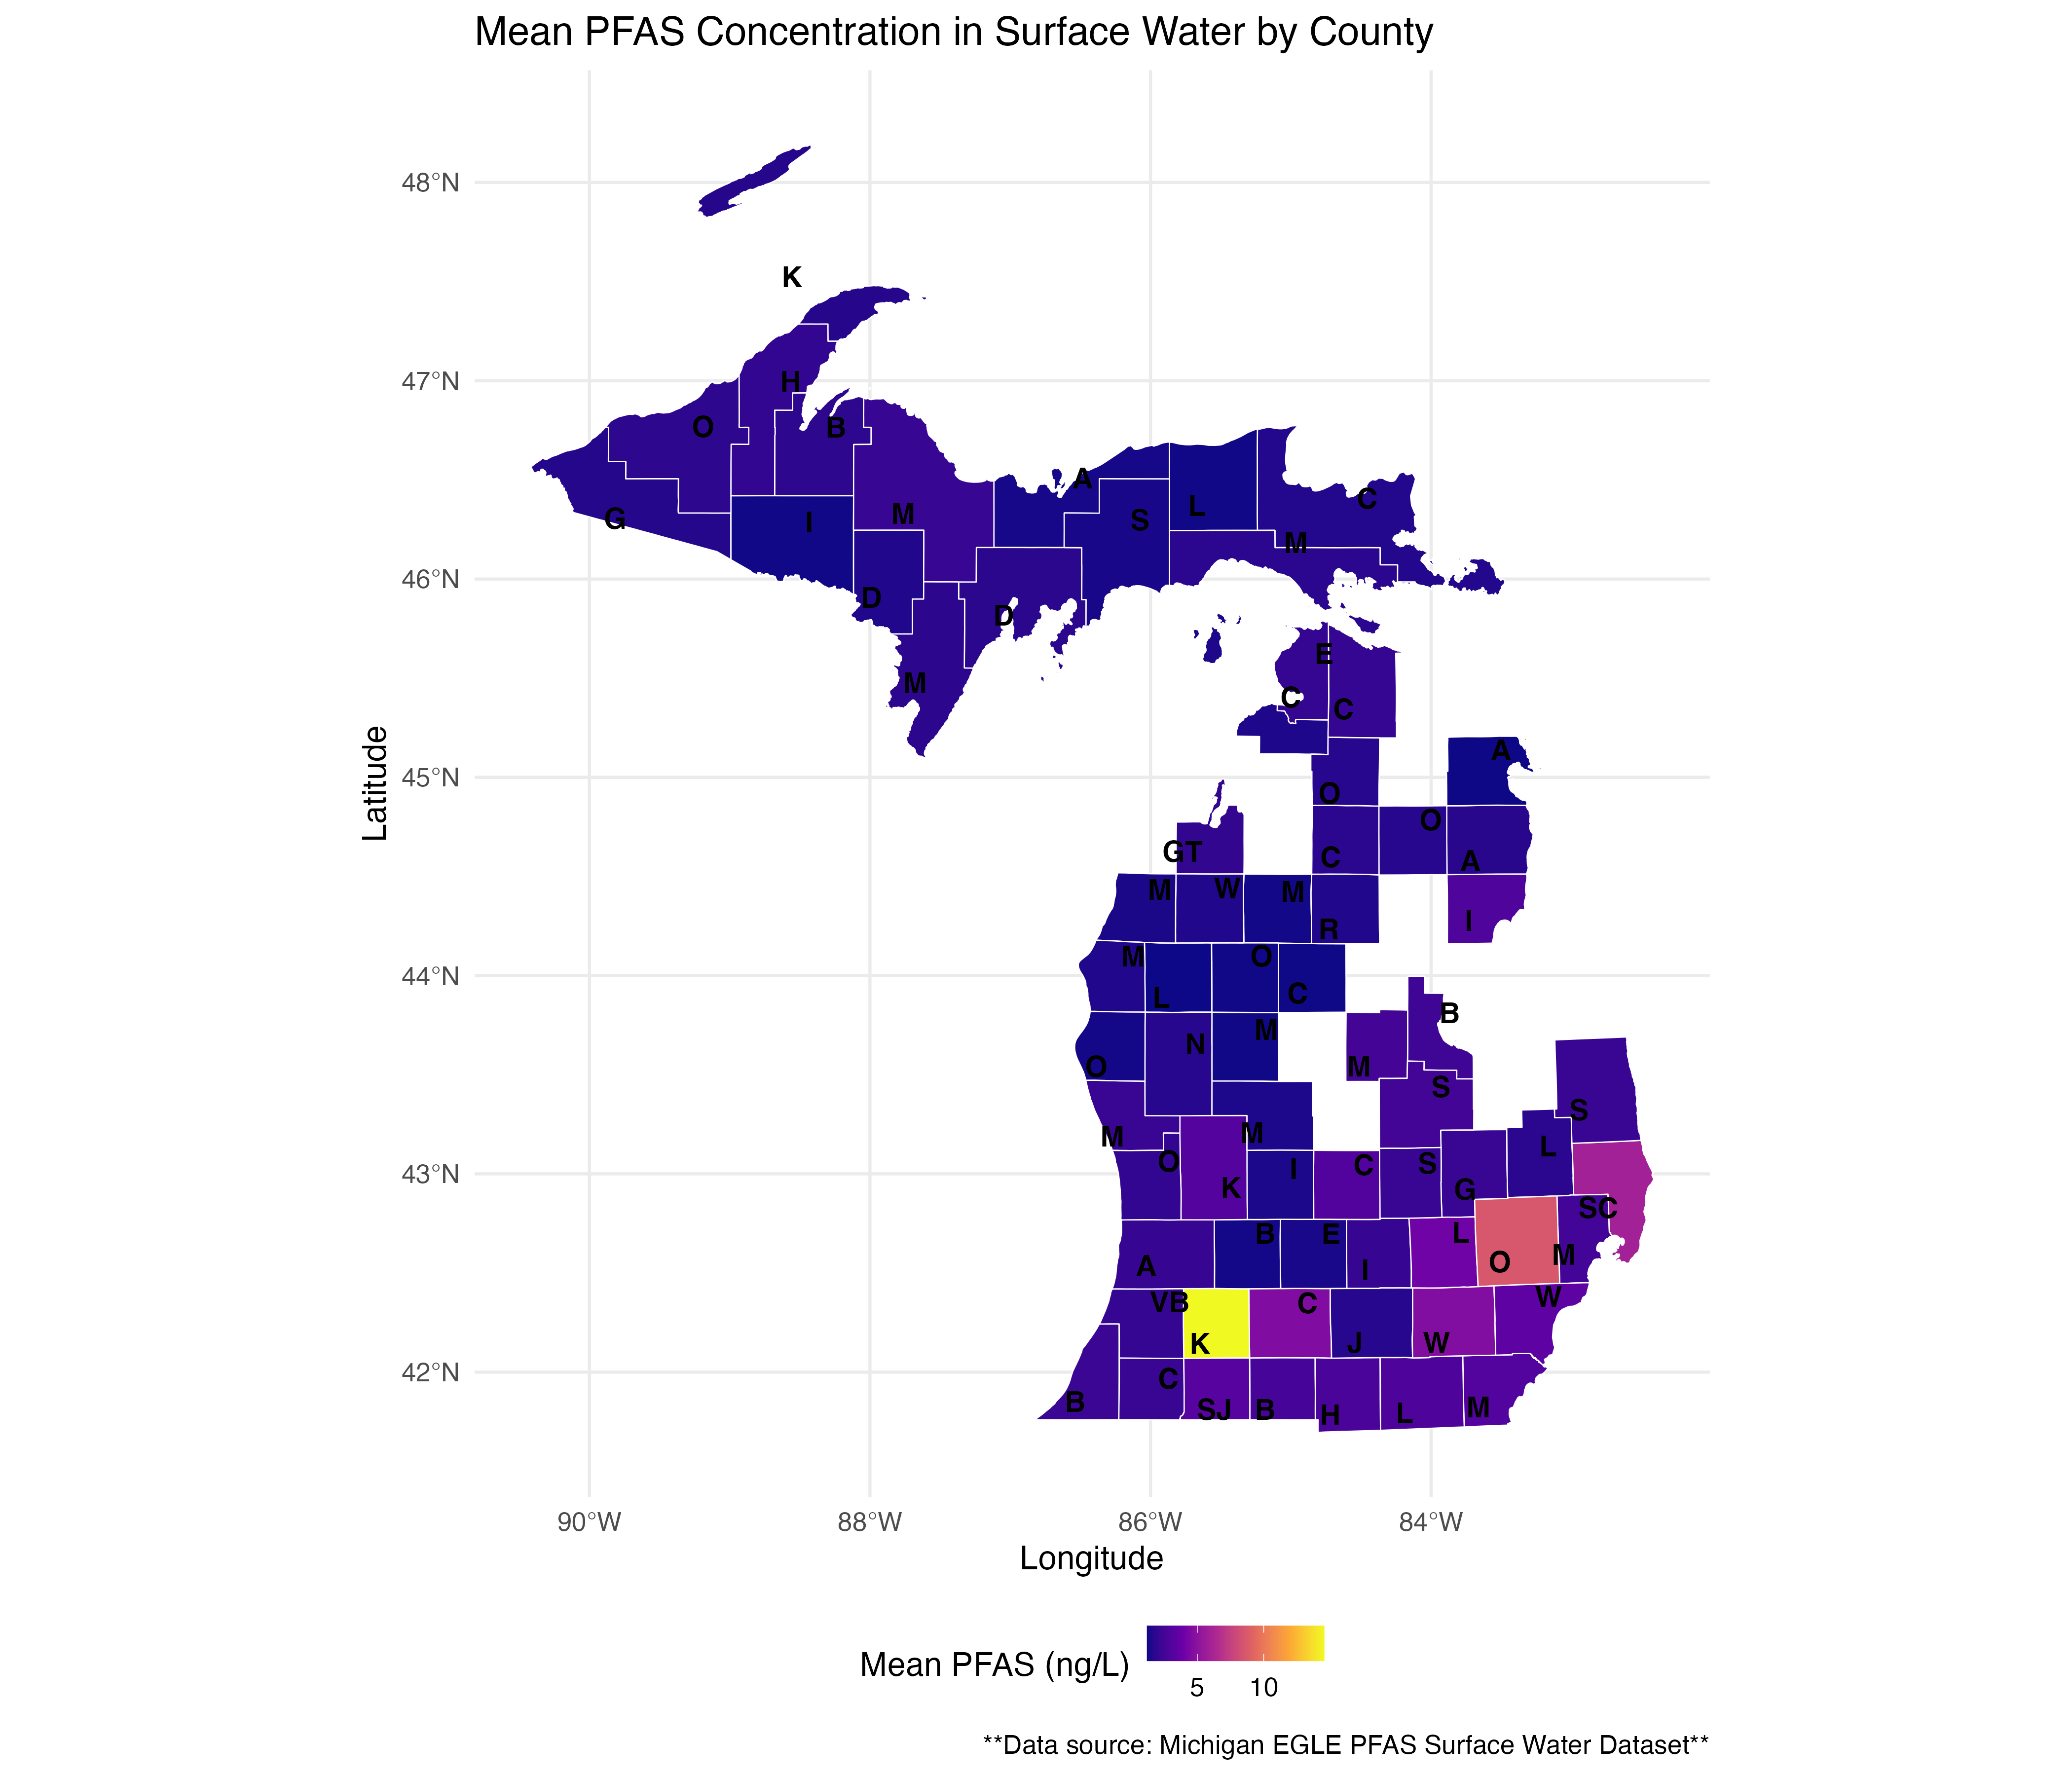 Mean PFAS Concentration in Surface Water by County
48°N
K
47°N
H
O
B
A
L
C
G
I
M
S
M
46°N
D
D
E
M
C
C
A
45°N
O
O
GT
C
A
M
W
M
I
R
44°N
M
O
L
C
B
N
M
O
M
S
S
M
M
L
43°N
O
I
C
S
K
G
SC
B
E
L
A
I
O
M
VB
C
W
K
J
W
42°N
C
B
SJ
B
H
L
M
Latitude
90°W
88°W
86°W
84°W
Longitude
Mean PFAS (ng/L)
5
10
**Data source: Michigan EGLE PFAS Surface Water Dataset**